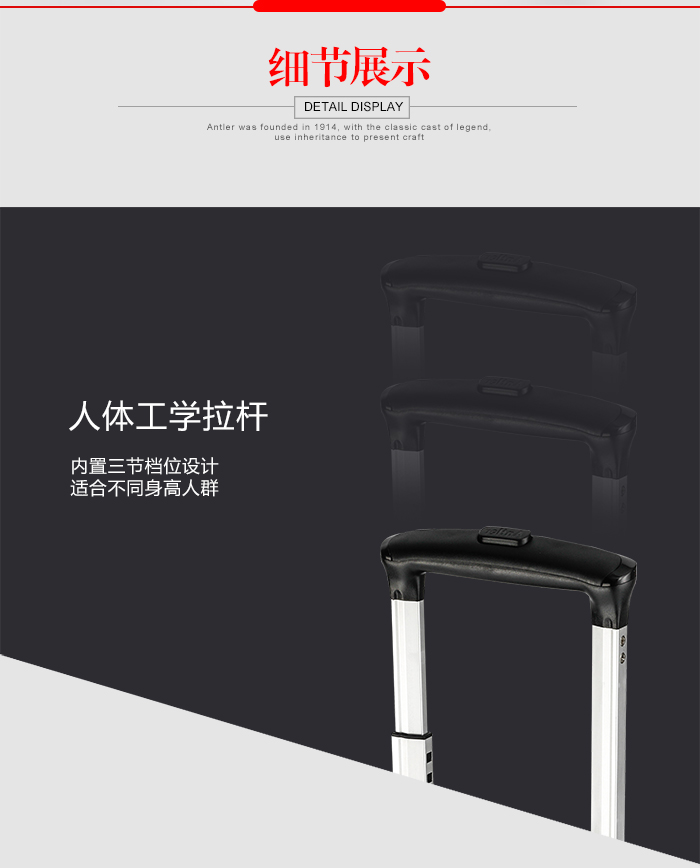 细节展示
DETAIL DISPLAY
Antler was founded in 1914, with the classic cast of legend,
use inheritance to present craft
人体工学拉杆
内置三节档位设计
适合不同身高人群